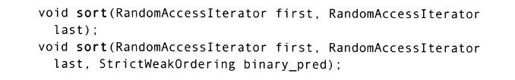 void sort(RandomAccessIterator first, RandomAccessIterator
last);
void sort(RandomAccessIterator first, RandomAccessIterator
last, StrictWeakOrdering binary_pred);